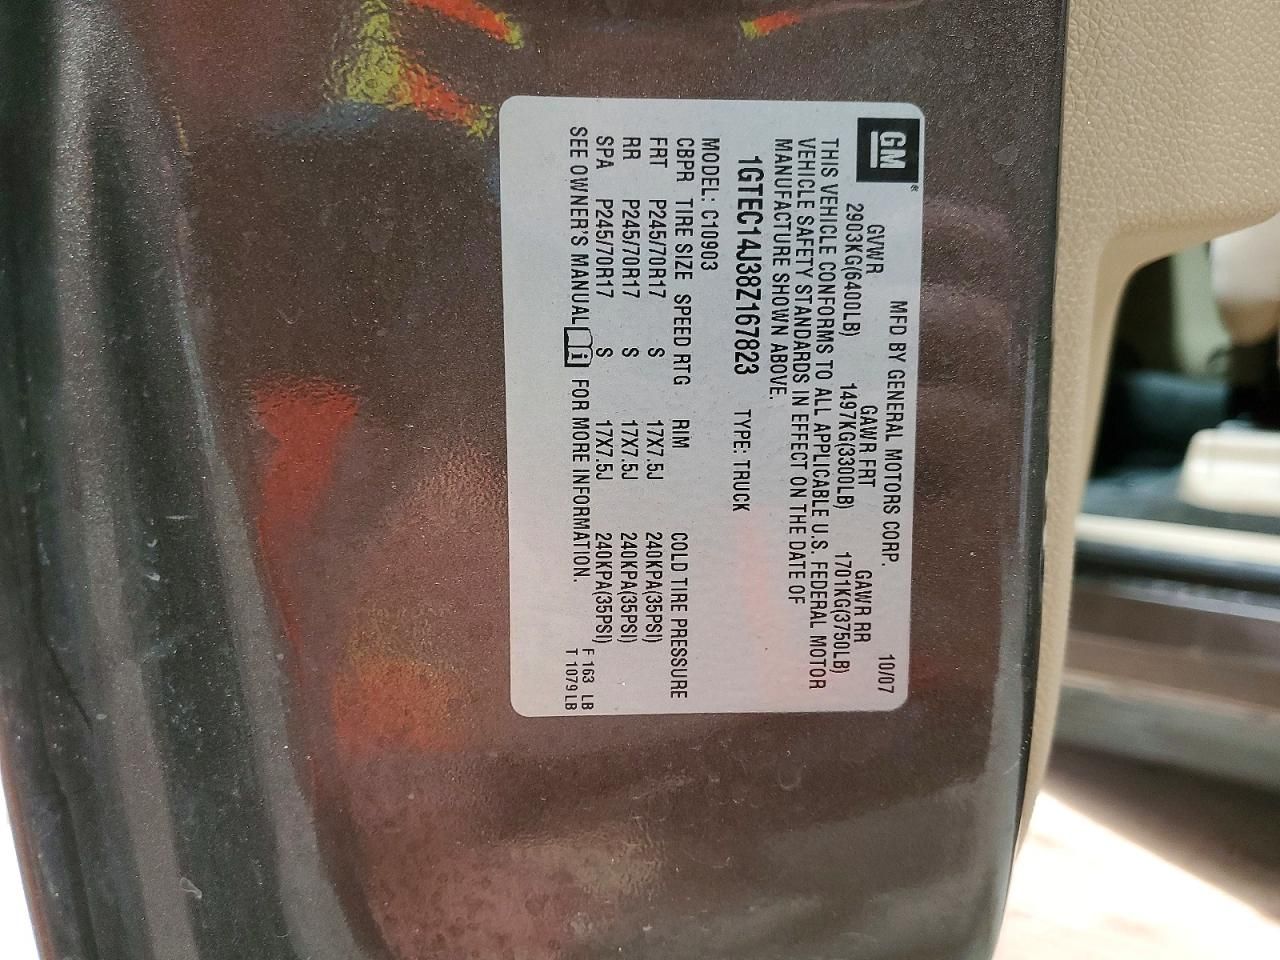 GM®
MFD BY GENERAL MOTORS CORP. 10/07
GVWR GAWR FRT GAWR RR
2903KG(6400LB) 1497KG(3300LB) 1701KG(3750LB)
THIS VEHICLE CONFORMS TO ALL APPLICABLE U.S. FEDERAL MOTOR
VEHICLE SAFETY STANDARDS IN EFFECT ON THE DATE OF
MANUFACTURE SHOWN ABOVE.
1GTEC14J38Z167823 TYPE: TRUCK
MODEL: C10903
CBPR TIRE SIZE SPEED RTG RIM COLD TIRE PRESSURE
FRT P245/70R17 S 17X7.5J 240KPA(35PSI)
RR P245/70R17 S 17X7.5J 240KPA(35PSI)
SPA P245/70R17 S 17X7.5J 240KPA(35PSI)
SEE OWNER'S MANUAL i FOR MORE INFORMATION.
F 163 LB
T 1079 LB